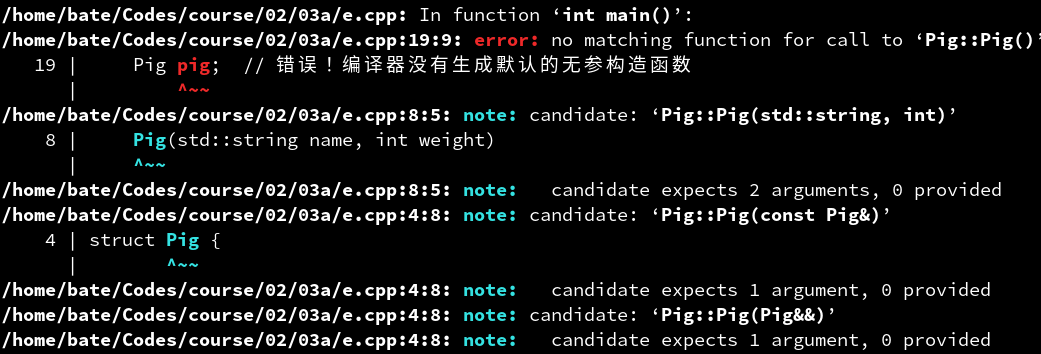 /home/bate/Codes/course/02/03a/e.cpp: In function ‘int main()’:
/home/bate/Codes/course/02/03a/e.cpp:19:9: error: no matching function for call to ‘Pig::Pig()’
   19 |     Pig pig;  // 错误！编译器没有生成默认的无参构造函数
      |         ^~~
/home/bate/Codes/course/02/03a/e.cpp:8:5: note: candidate: ‘Pig::Pig(std::string, int)’
    8 |     Pig(std::string name, int weight)
      |     ^~~
/home/bate/Codes/course/02/03a/e.cpp:8:5: note:   candidate expects 2 arguments, 0 provided
/home/bate/Codes/course/02/03a/e.cpp:4:8: note: candidate: ‘Pig::Pig(const Pig&)’
    4 | struct Pig {
      |        ^~~
/home/bate/Codes/course/02/03a/e.cpp:4:8: note:   candidate expects 1 argument, 0 provided
/home/bate/Codes/course/02/03a/e.cpp:4:8: note: candidate: ‘Pig::Pig(Pig&&)’
/home/bate/Codes/course/02/03a/e.cpp:4:8: note:   candidate expects 1 argument, 0 provided